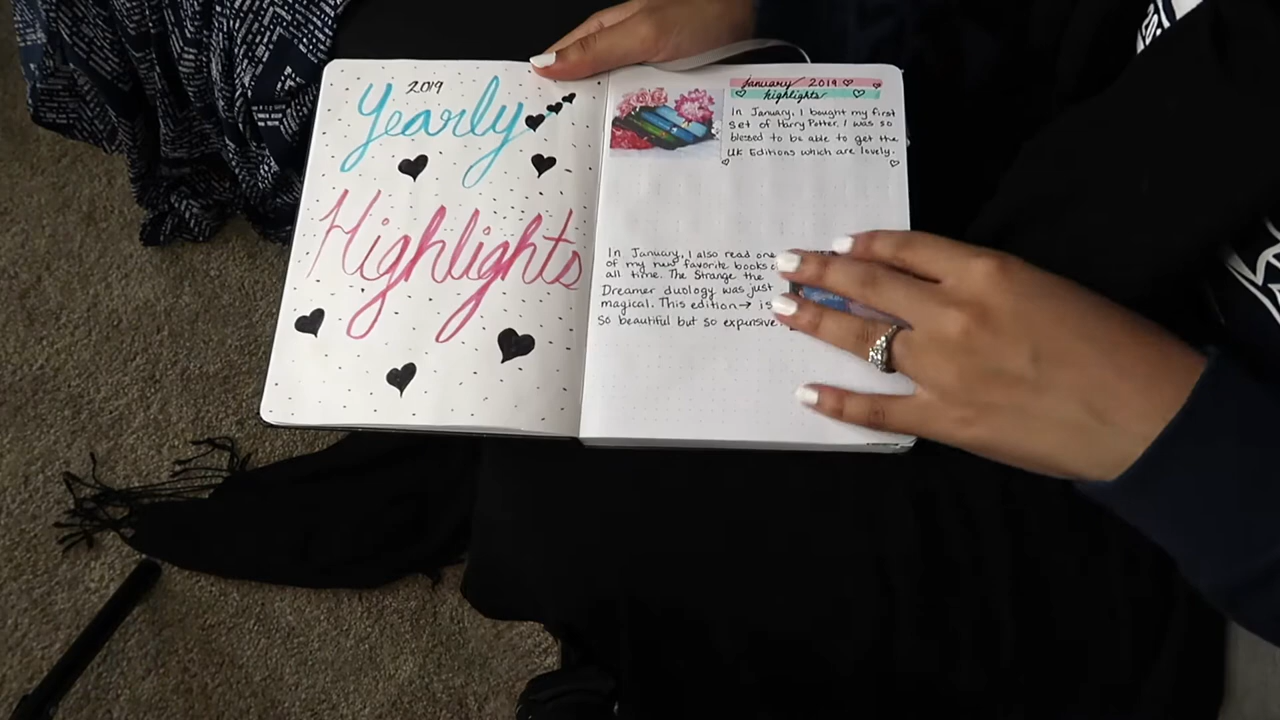 2019
Yearly
Highlights
January 2019
highlights
In January, I bought my first
set of Harry Potter. I was so
blessed to be able to get the
UK Editions which are lovely.
In January, I also read one
of my new favorite books of
all time. The Strange the
Dreamer duology was just
magical. This edition → is
so beautiful but so expensive.